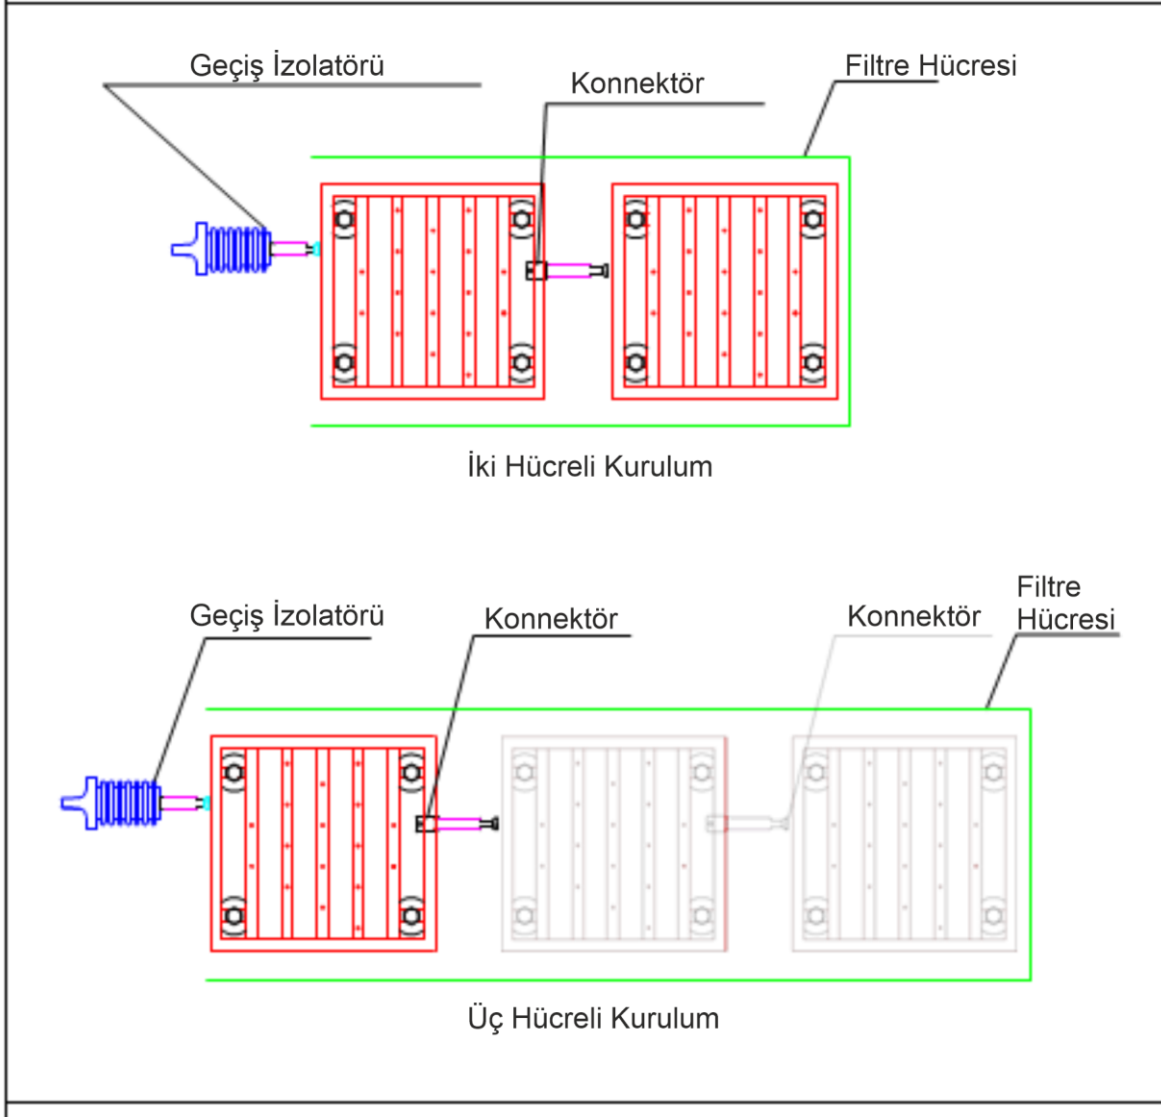 Geçiş İzolatörü
Konnektör
Filtre Hücresi
İki Hücreli Kurulum
Geçiş İzolatörü
Konnektör
Konnektör
Filtre
Hücresi
Üç Hücreli Kurulum